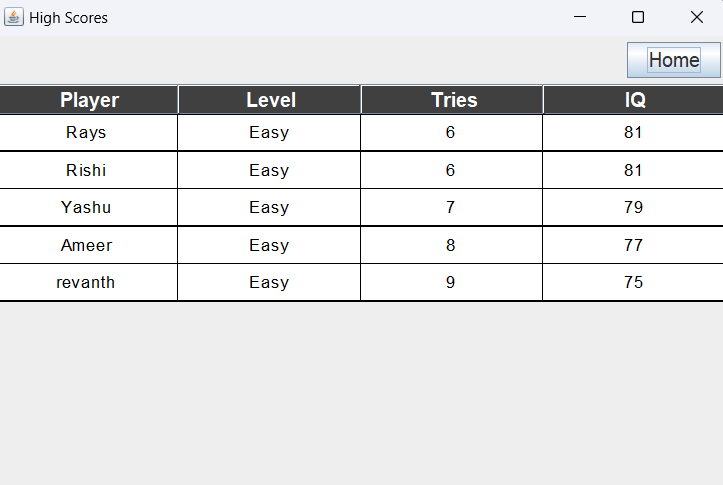 High Scores
Home
Player Level Tries IQ
Rays Easy 6 81
Rishi Easy 6 81
Yashu Easy 7 79
Ameer Easy 8 77
revanth Easy 9 75